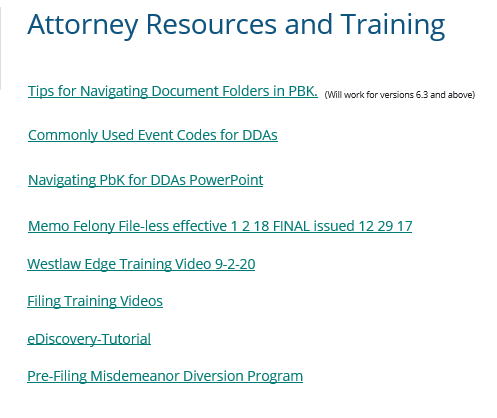 Attorney Resources and Training
Tips for Navigating Document Folders in PBK. (Will work for versions 6.3 and above)
Commonly Used Event Codes for DDAs
Navigating PbK for DDAs PowerPoint
Memo Felony File-less effective 1 2 18 FINAL issued 12 29 17
Westlaw Edge Training Video 9-2-20
Filing Training Videos
eDiscovery-Tutorial
Pre-Filing Misdemeanor Diversion Program